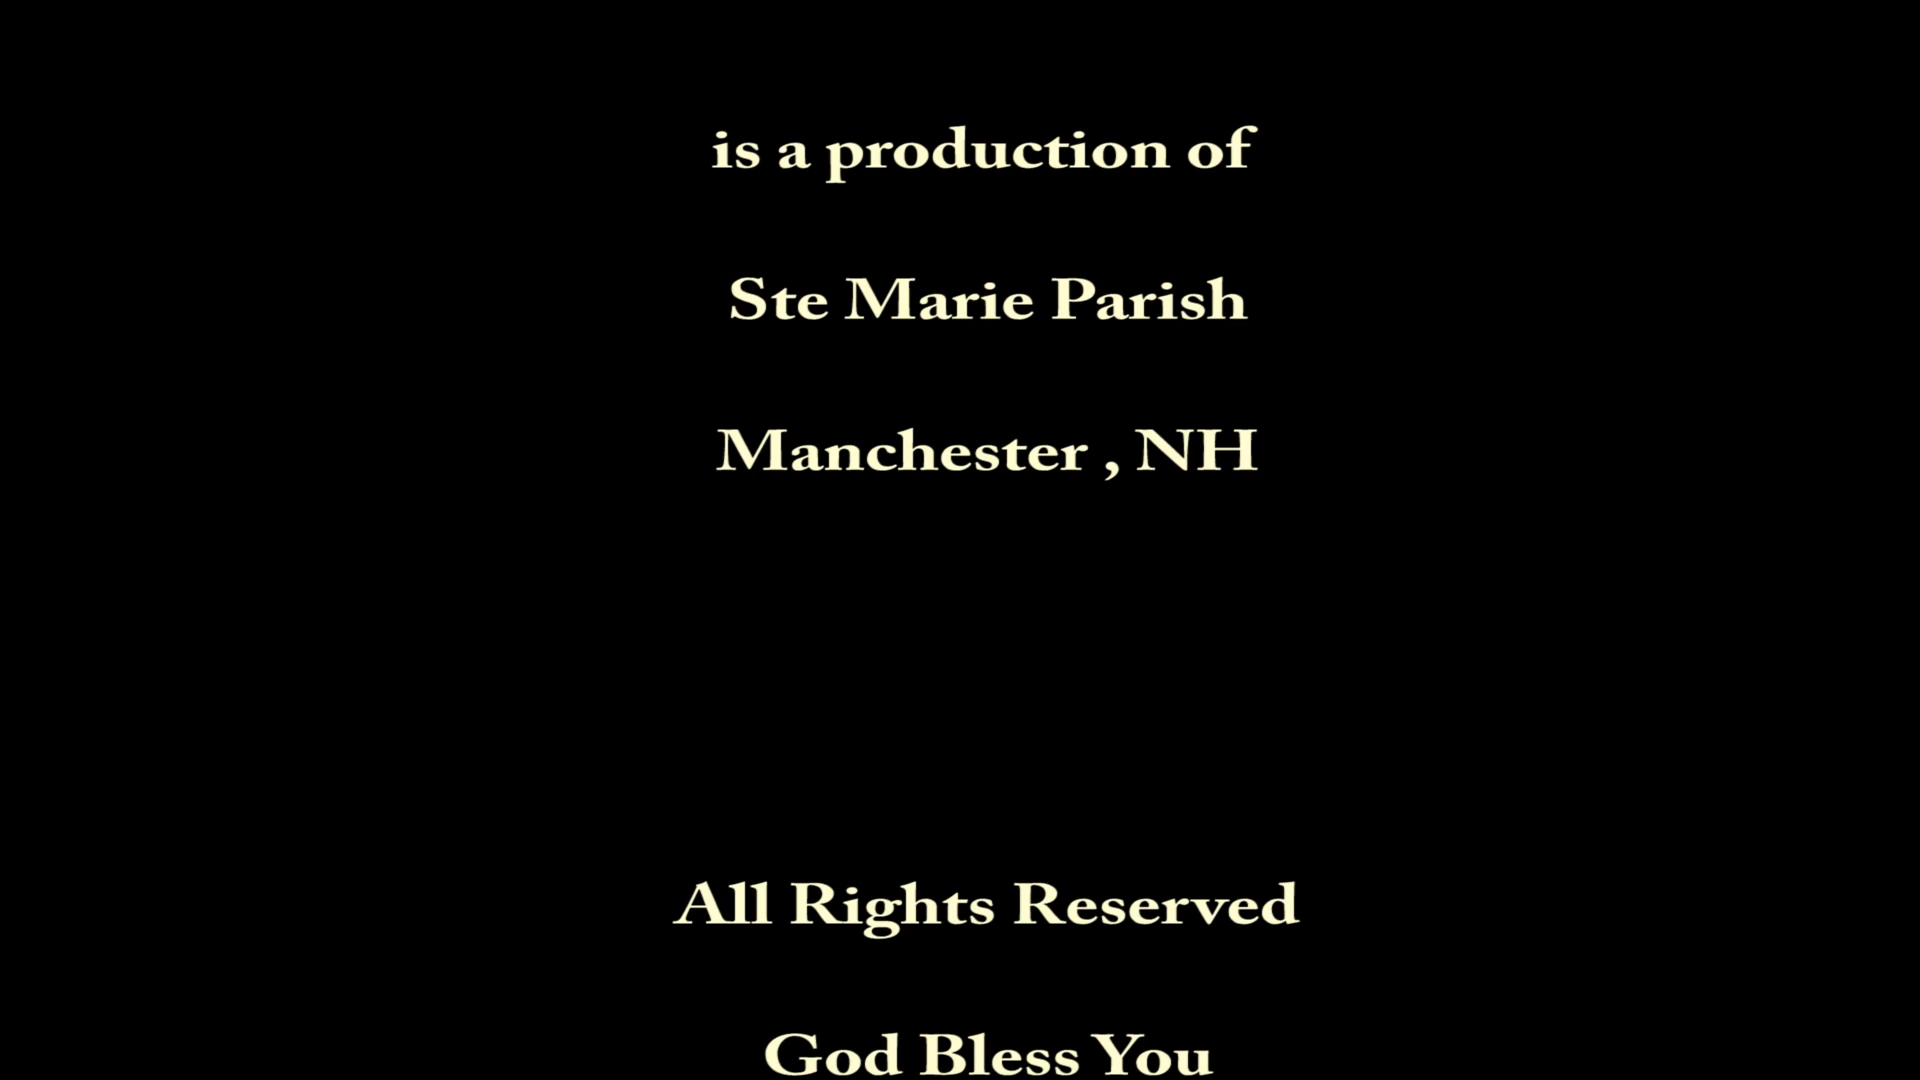 is a production of
Ste Marie Parish
Manchester , NH
All Rights Reserved
God Bless You